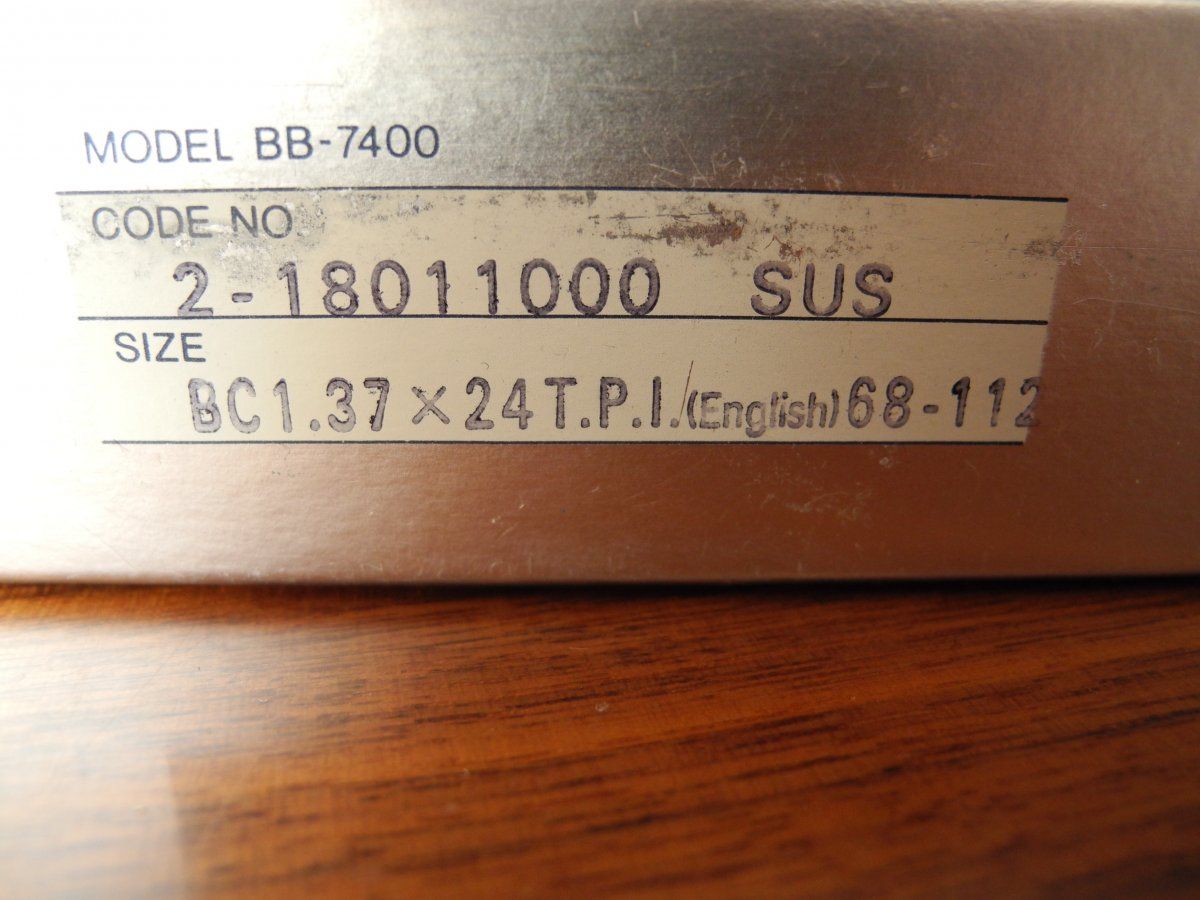 MODEL BB-7400
CODE NO.
2-18011000 SUS
SIZE
BC1.37×24T.P.I.(English)68-112